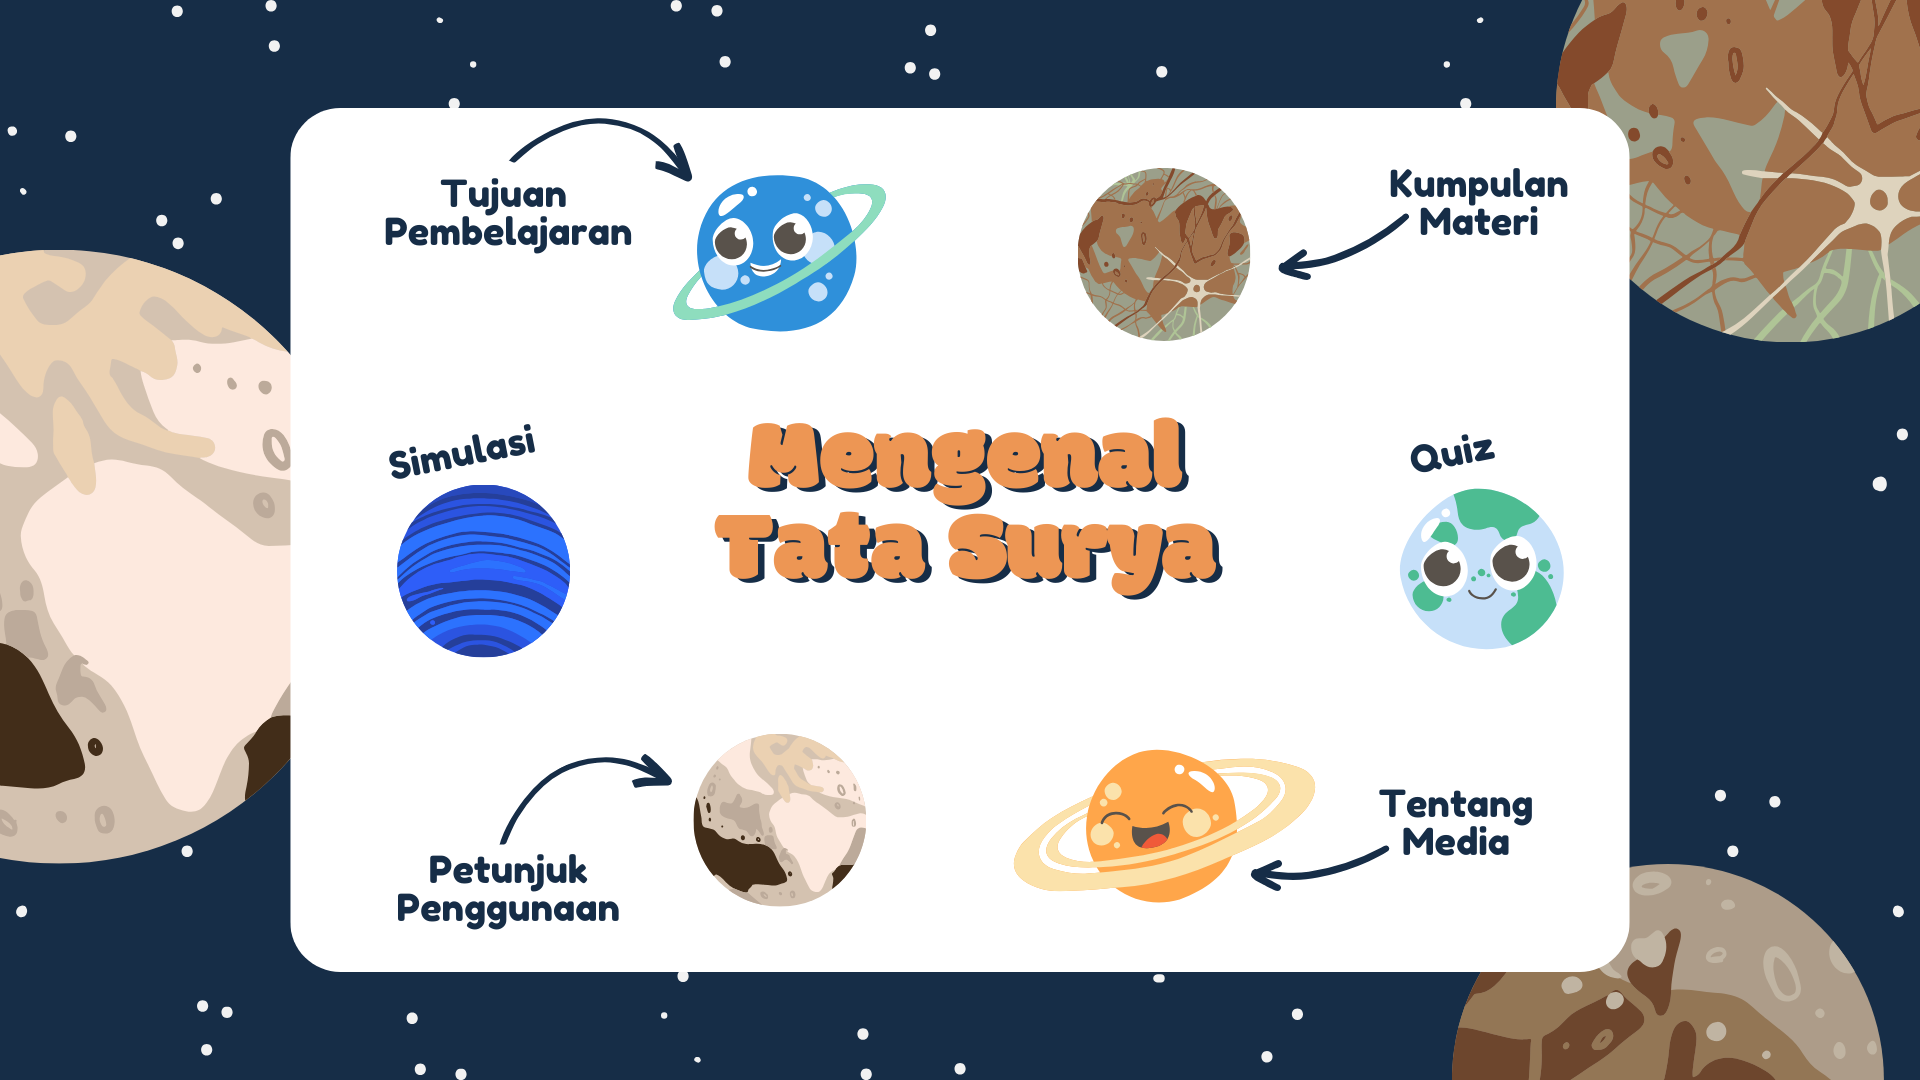 Tujuan
Pembelajaran
Kumpulan
Materi
Simulasi
Mengenal
Tata Surya
Quiz
Petunjuk
Penggunaan
Tentang
Media